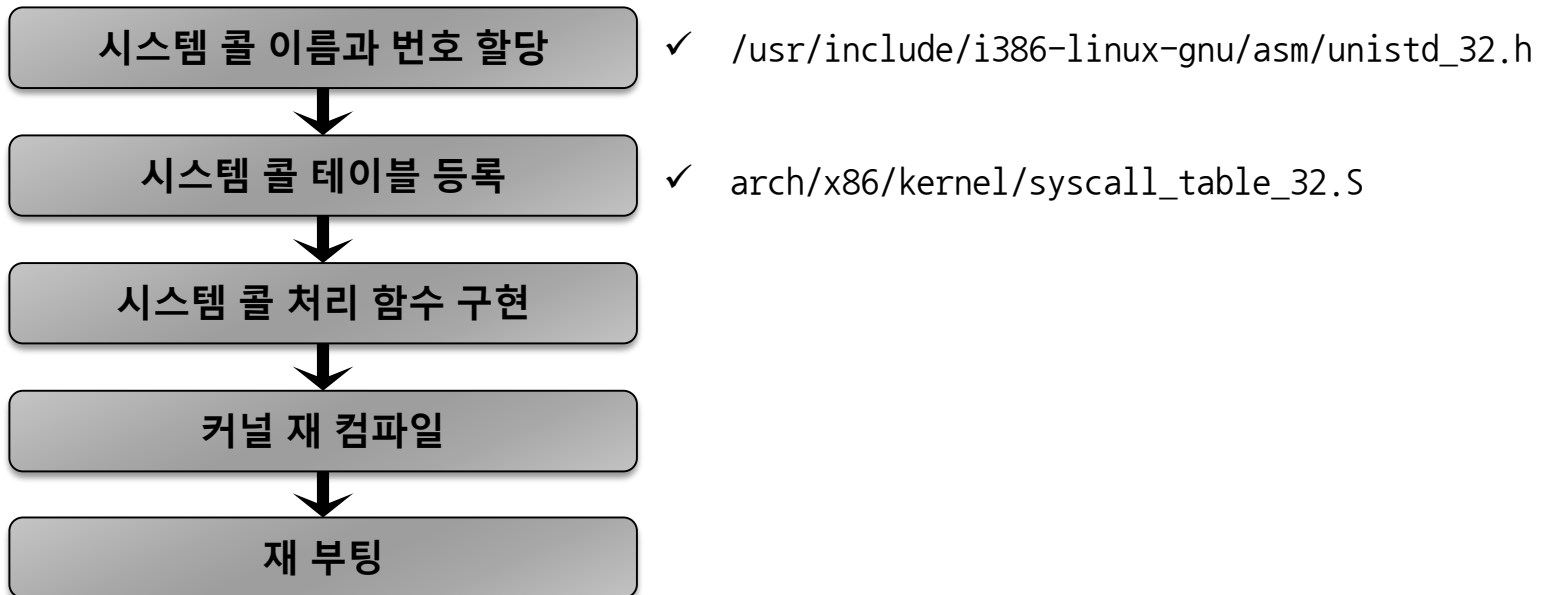 시스템 콜 이름과 번호 할당
✓ /usr/include/i386-linux-gnu/asm/unistd_32.h
시스템 콜 테이블 등록
✓ arch/x86/kernel/syscall_table_32.S
시스템 콜 처리 함수 구현
커널 재 컴파일
재 부팅